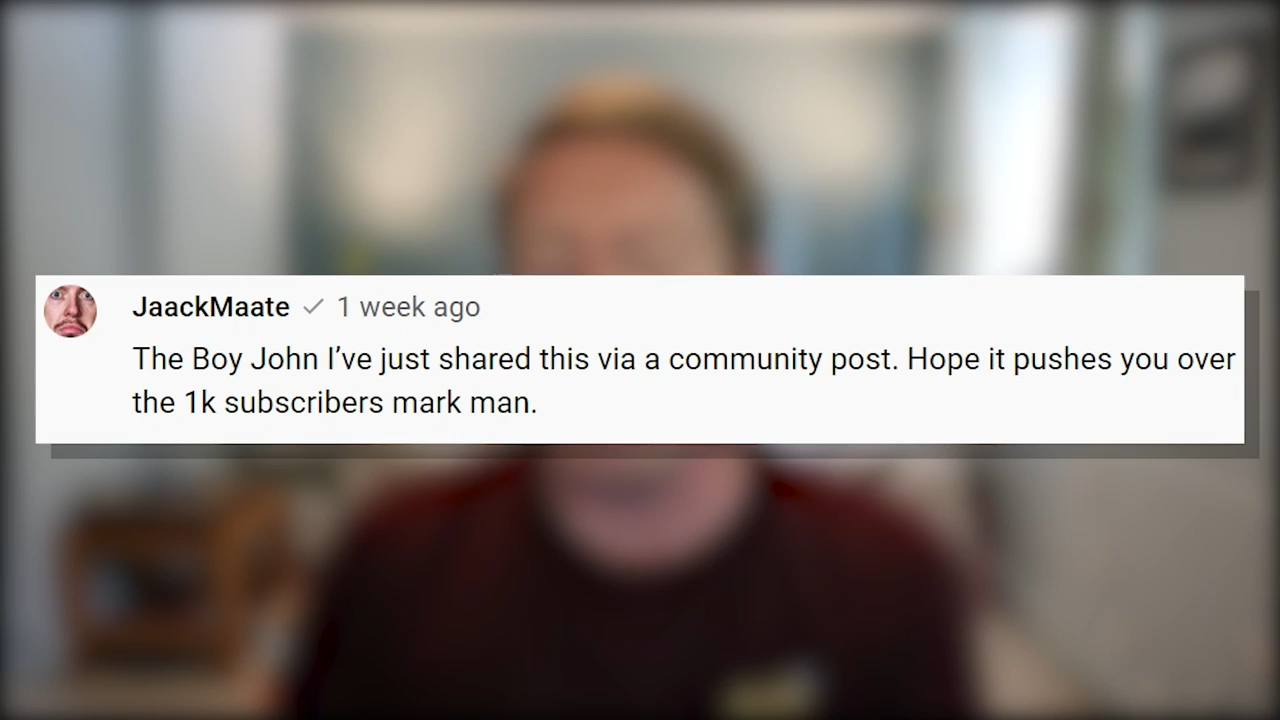 JaackMaate ✓ 1 week ago
The Boy John I’ve just shared this via a community post. Hope it pushes you over
the 1k subscribers mark man.